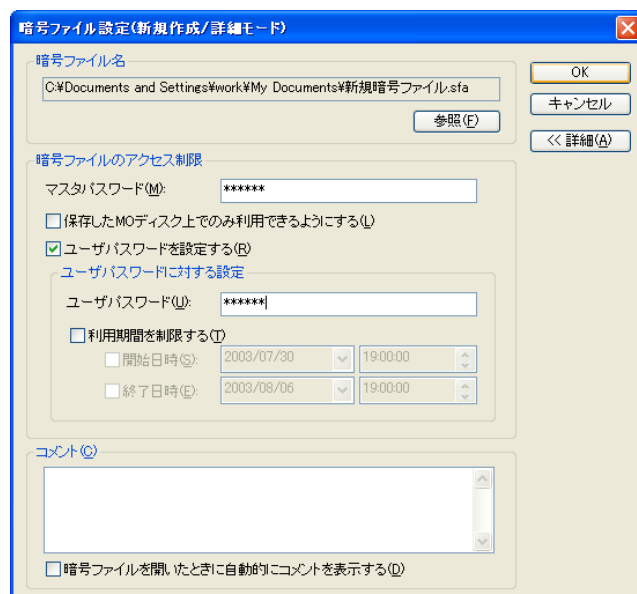 暗号ファイル設定(新規作成/詳細モード)
暗号ファイル名
C:¥Documents and Settings¥work¥My Documents¥新規暗号ファイル.sfa
参照(F)
OK
キャンセル
<< 詳細(A)
暗号ファイルのアクセス制限
マスタパスワード(M): ******
保存したMOディスク上でのみ利用できるようにする(L)
ユーザパスワードを設定する(R)
ユーザパスワードに対する設定
ユーザパスワード(U): ******
利用期間を制限する(T)
開始日時(S): 2003/07/30 19:00:00
終了日時(E): 2003/08/06 19:00:00
コメント(C)
暗号ファイルを開いたときに自動的にコメントを表示する(D)